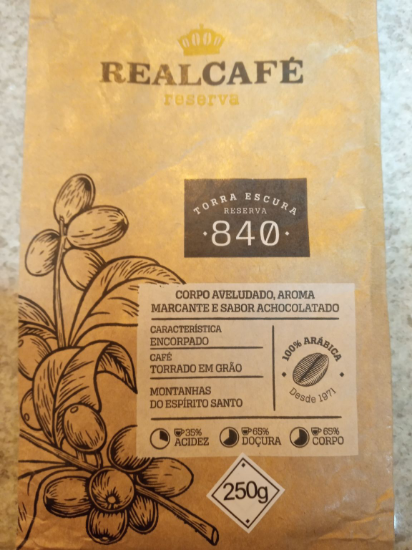 REALCAFÉ
reserva
TORRA ESCURA
RESERVA
·840·
CORPO AVELUDADO, AROMA
MARCANTE E SABOR ACHOCOLATADO
CARACTERÍSTICA
ENCORPADO
CAFÉ
TORRADO EM GRÃO
MONTANHAS
DO ESPÍRITO SANTO
• 100% ARÁBICA •
Desde 1971
35%
ACIDEZ
65%
DOÇURA
65%
CORPO
250g